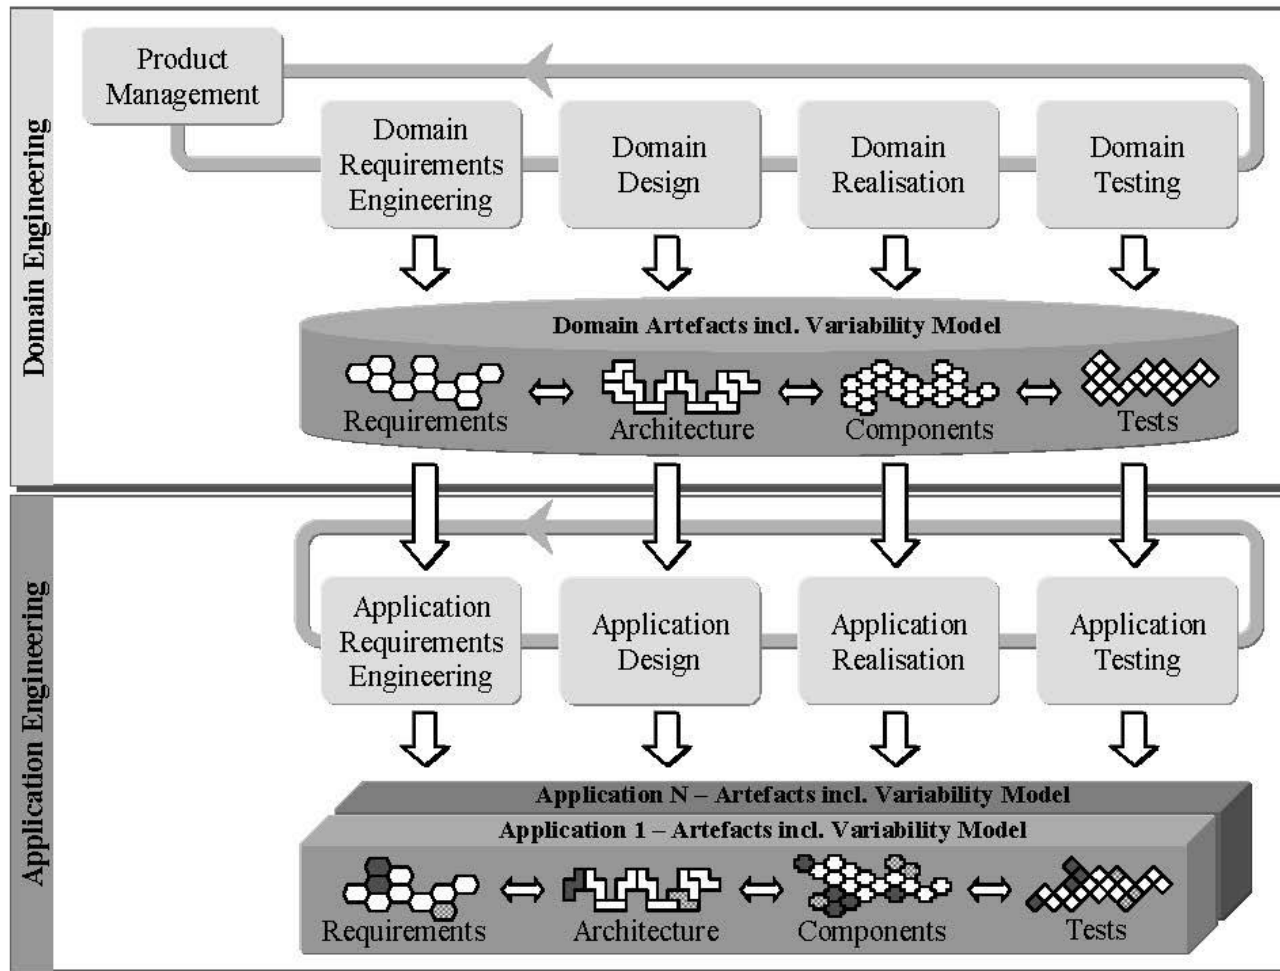 Domain Engineering
Product
Management
Domain
Requirements
Engineering
Domain
Design
Domain
Realisation
Domain
Testing
Domain Artefacts incl. Variability Model
Requirements
Architecture
Components
Tests
Application Engineering
Application
Requirements
Engineering
Application
Design
Application
Realisation
Application
Testing
Application N – Artefacts incl. Variability Model
Application 1 – Artefacts incl. Variability Model
Requirements
Architecture
Components
Tests